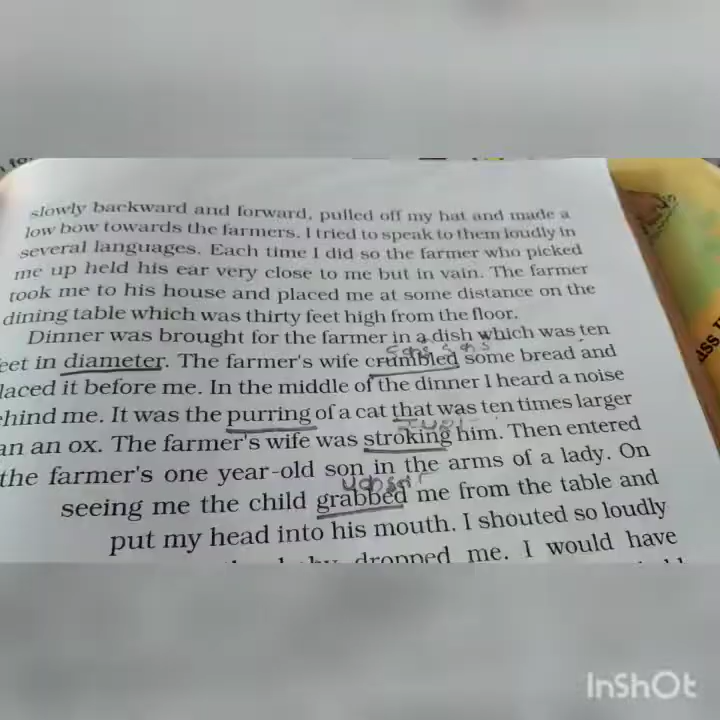 slowly backward and forward, pulled off my hat and made a
low bow towards the farmers. I tried to speak to them loudly in
several languages. Each time I did so the farmer who picked
me up held his ear very close to me but in vain. The farmer
took me to his house and placed me at some distance on the
dining table which was thirty feet high from the floor.
Dinner was brought for the farmer in a dish which was ten
eet in diameter. The farmer's wife crumbled some bread and
laced it before me. In the middle of the dinner I heard a noise
hind me. It was the purring of a cat that was ten times larger
an an ox. The farmer's wife was stroking him. Then entered
the farmer's one year-old son in the arms of a lady. On
seeing me the child grabbed me from the table and
put my head into his mouth. I shouted so loudly
dropped me. I would have
InShOt